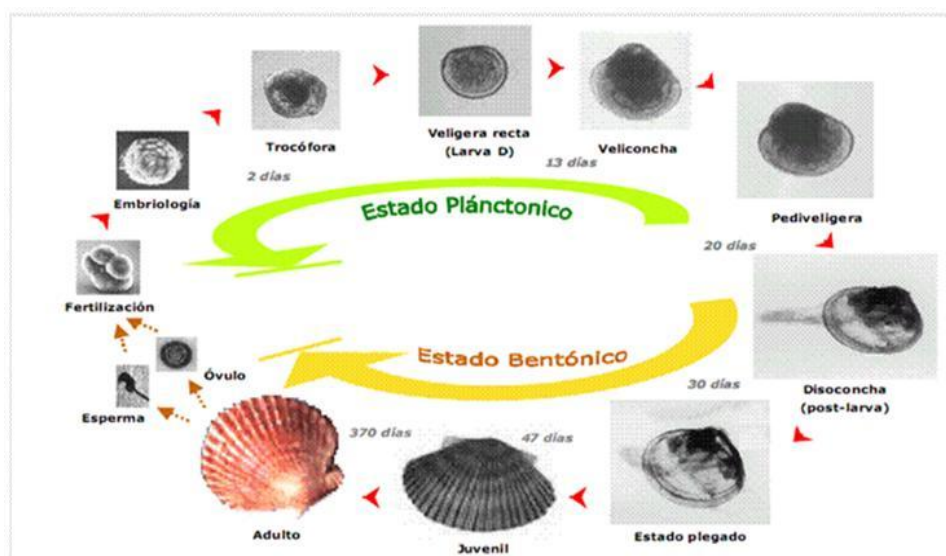 Trocófora
Veligera recta
(Larva D)
Veliconcha
Pediveligera
Disoconcha
(post-larva)
Estado plegado
Juvenil
Adulto
Esperma
Óvulo
Fertilización
Embriología
2 días
13 días
20 días
30 días
47 días
370 días
Estado Plánctonico
Estado Bentónico